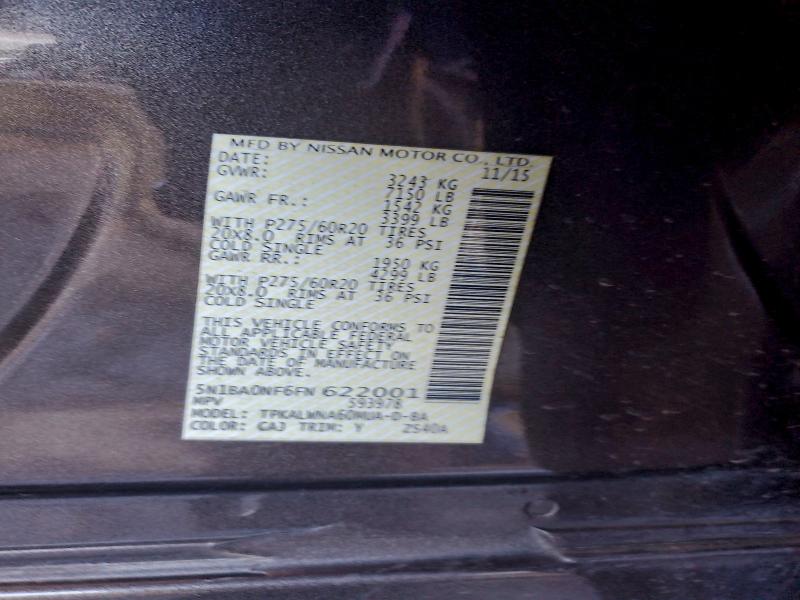 MFD BY NISSAN MOTOR CO., LTD.
DATE: 11/15
GVWR: 3243 KG
7150 LB
GAWR FR.: 1542 KG
3399 LB
WITH P275/60R20 TIRES
20X8.0 RIMS AT 36 PSI
COLD SINGLE
GAWR RR.: 1950 KG
4299 LB
WITH P275/60R20 TIRES
20X8.0 RIMS AT 36 PSI
COLD SINGLE
THIS VEHICLE CONFORMS TO
ALL APPLICABLE FEDERAL
MOTOR VEHICLE SAFETY
STANDARDS IN EFFECT ON
THE DATE OF MANUFACTURE
SHOWN ABOVE.
5N1BA0NF6FN 622001
MPV 593978
MODEL: TPKALWNA60MUA-D-BA
COLOR: GAJ TRIM: Y 2S40A